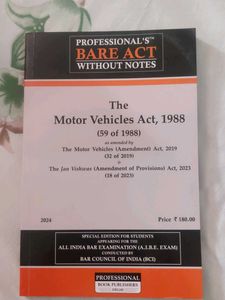 PROFESSIONAL'S™
BARE ACT
WITHOUT NOTES
The
Motor Vehicles Act, 1988
(59 of 1988)
as amended by
The Motor Vehicles (Amendment) Act, 2019
(32 of 2019)
&
The Jan Vishwas (Amendment of Provisions) Act, 2023
(18 of 2023)
2024
Price ₹ 180.00
SPECIAL EDITION FOR STUDENTS
APPEARING FOR THE
ALL INDIA BAR EXAMINATION (A.I.B.E. EXAM)
CONDUCTED BY
BAR COUNCIL OF INDIA (BCI)
PROFESSIONAL
BOOK PUBLISHERS